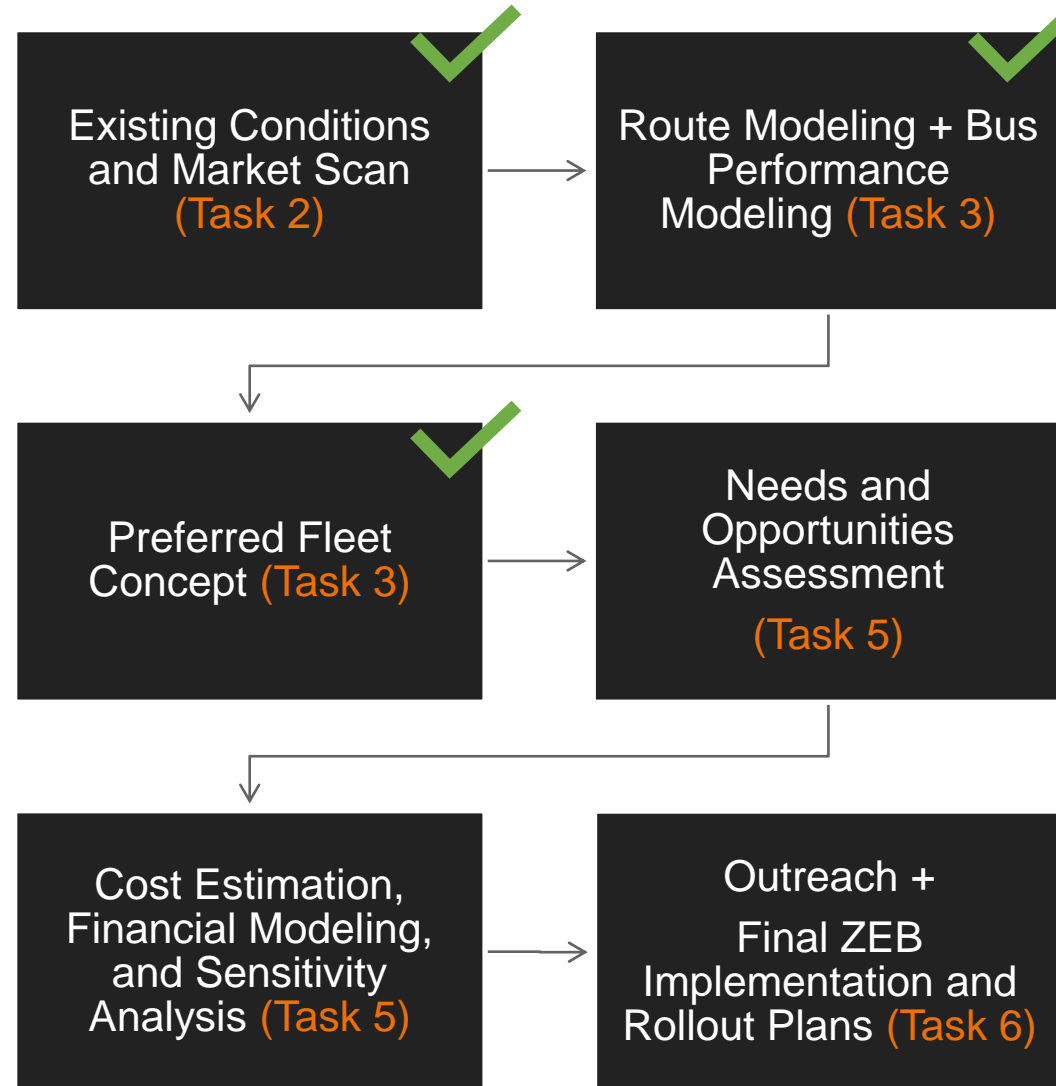 Existing Conditions
and Market Scan
(Task 2)
Route Modeling + Bus
Performance
Modeling (Task 3)
Preferred Fleet
Concept (Task 3)
Needs and
Opportunities
Assessment
(Task 5)
Cost Estimation,
Financial Modeling,
and Sensitivity
Analysis (Task 5)
Outreach +
Final ZEB
Implementation and
Rollout Plans (Task 6)